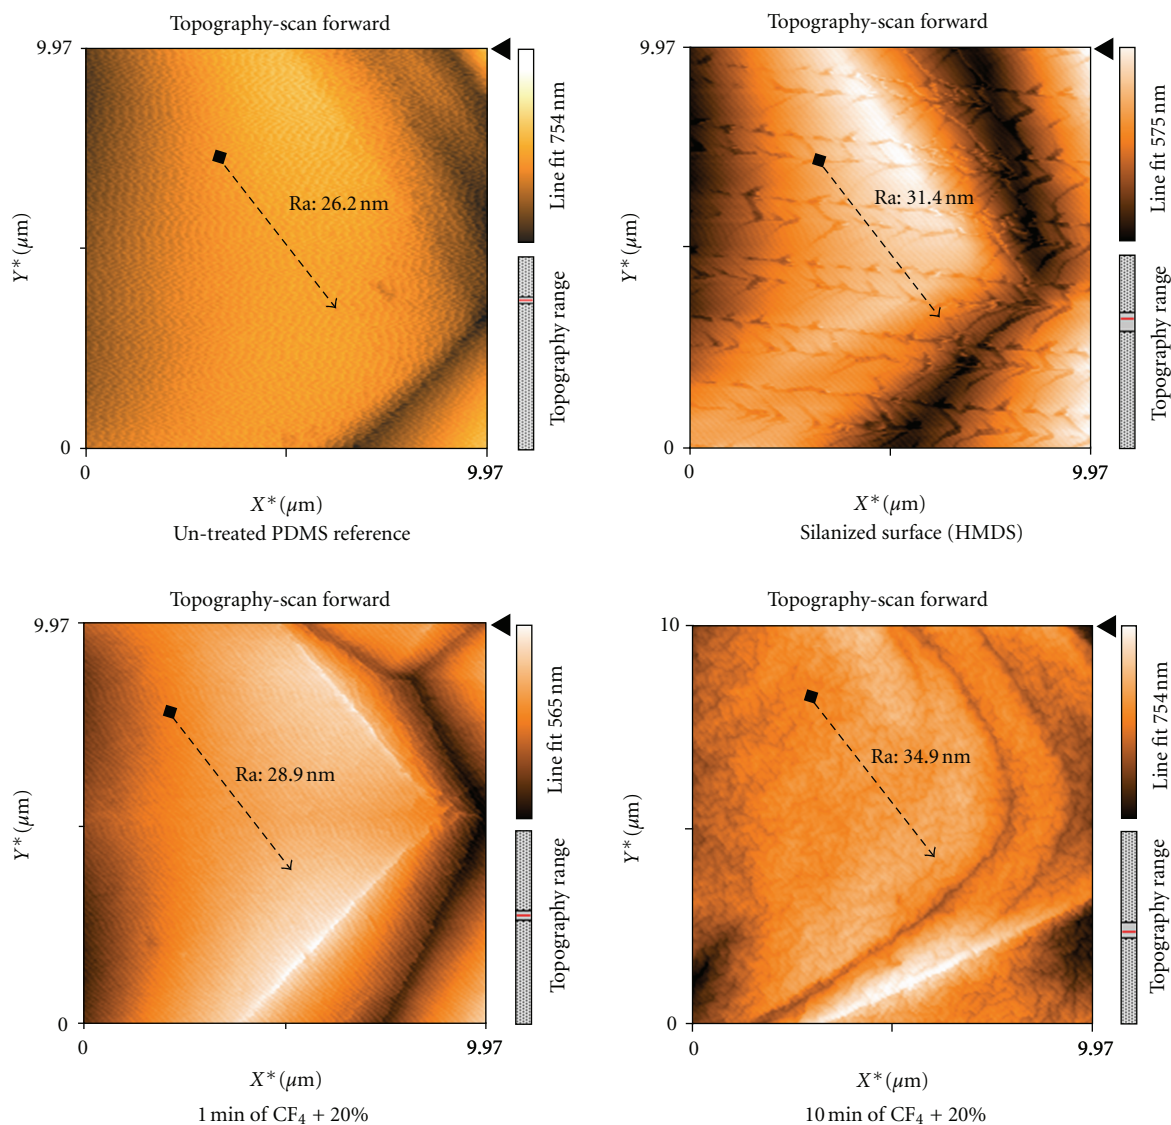 Topography-scan forward
9.97
Y* (μm)
0
0
9.97
X* (μm)
Ra: 26.2 nm
Line fit 754 nm
Topography range
Un-treated PDMS reference
Topography-scan forward
9.97
Y* (μm)
0
0
9.97
X* (μm)
Ra: 31.4 nm
Line fit 575 nm
Topography range
Silanized surface (HMDS)
Topography-scan forward
9.97
Y* (μm)
0
0
9.97
X* (μm)
Ra: 28.9 nm
Line fit 565 nm
Topography range
1 min of CF₄ + 20%
Topography-scan forward
10
Y* (μm)
0
0
9.97
X* (μm)
Ra: 34.9 nm
Line fit 754 nm
Topography range
10 min of CF₄ + 20%